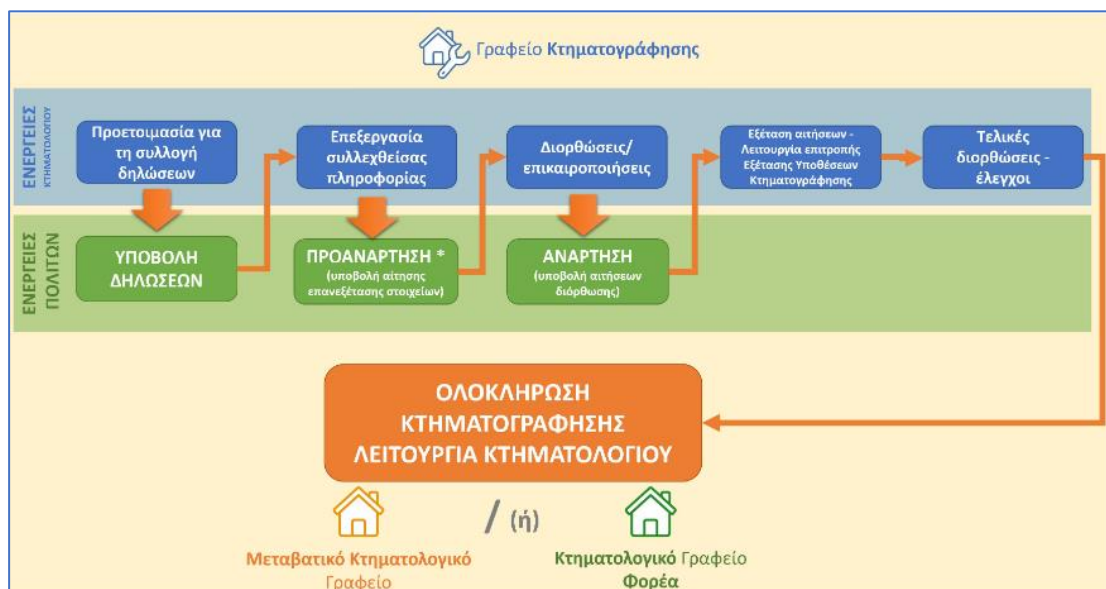 Γραφείο Κτηματογράφησης
ΕΝΕΡΓΕΙΕΣ
ΚΤΗΜΑΤΟΛΟΓΙΟΥ
Προετοιμασία για
τη συλλογή
δηλώσεων
Επεξεργασία
συλλεχθείσας
πληροφορίας
Διορθώσεις/
επικαιροποιήσεις
Εξέταση αιτήσεων -
Λειτουργία επιτροπής
Εξέτασης Υποθέσεων
Κτηματογράφησης
Τελικές
διορθώσεις -
έλεγχοι
ΕΝΕΡΓΕΙΕΣ
ΠΟΛΙΤΩΝ
ΥΠΟΒΟΛΗ
ΔΗΛΩΣΕΩΝ
ΠΡΟΑΝΑΡΤΗΣΗ *
(υποβολή αίτησης
επανεξέτασης στοιχείων)
ΑΝΑΡΤΗΣΗ
(υποβολή αιτήσεων
διόρθωσης)
ΟΛΟΚΛΗΡΩΣΗ
ΚΤΗΜΑΤΟΓΡΑΦΗΣΗΣ
ΛΕΙΤΟΥΡΓΙΑ ΚΤΗΜΑΤΟΛΟΓΙΟΥ
/ (ή)
Μεταβατικό Κτηματολογικό
Γραφείο
Κτηματολογικό Γραφείο
Φορέα